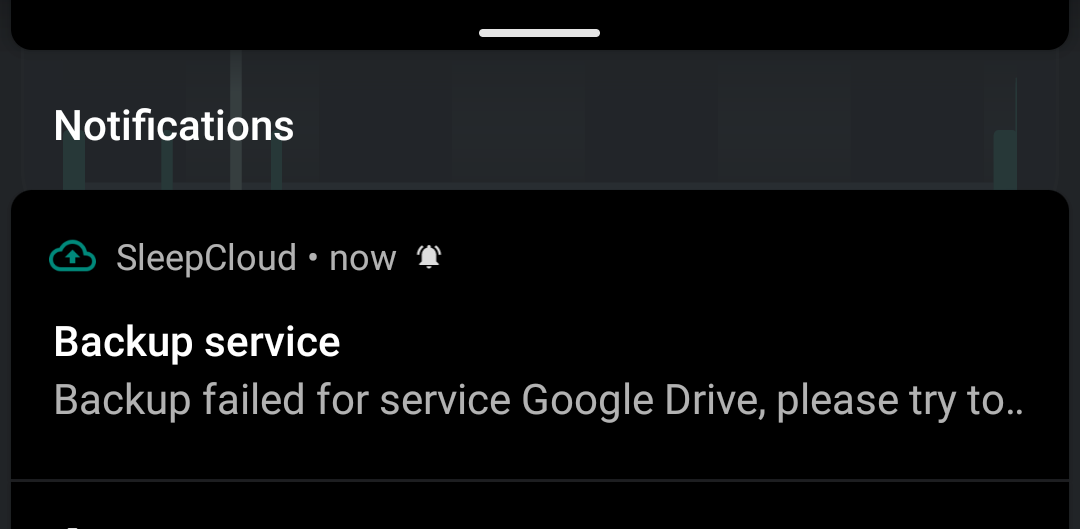 Notifications
SleepCloud • now
Backup service
Backup failed for service Google Drive, please try to..